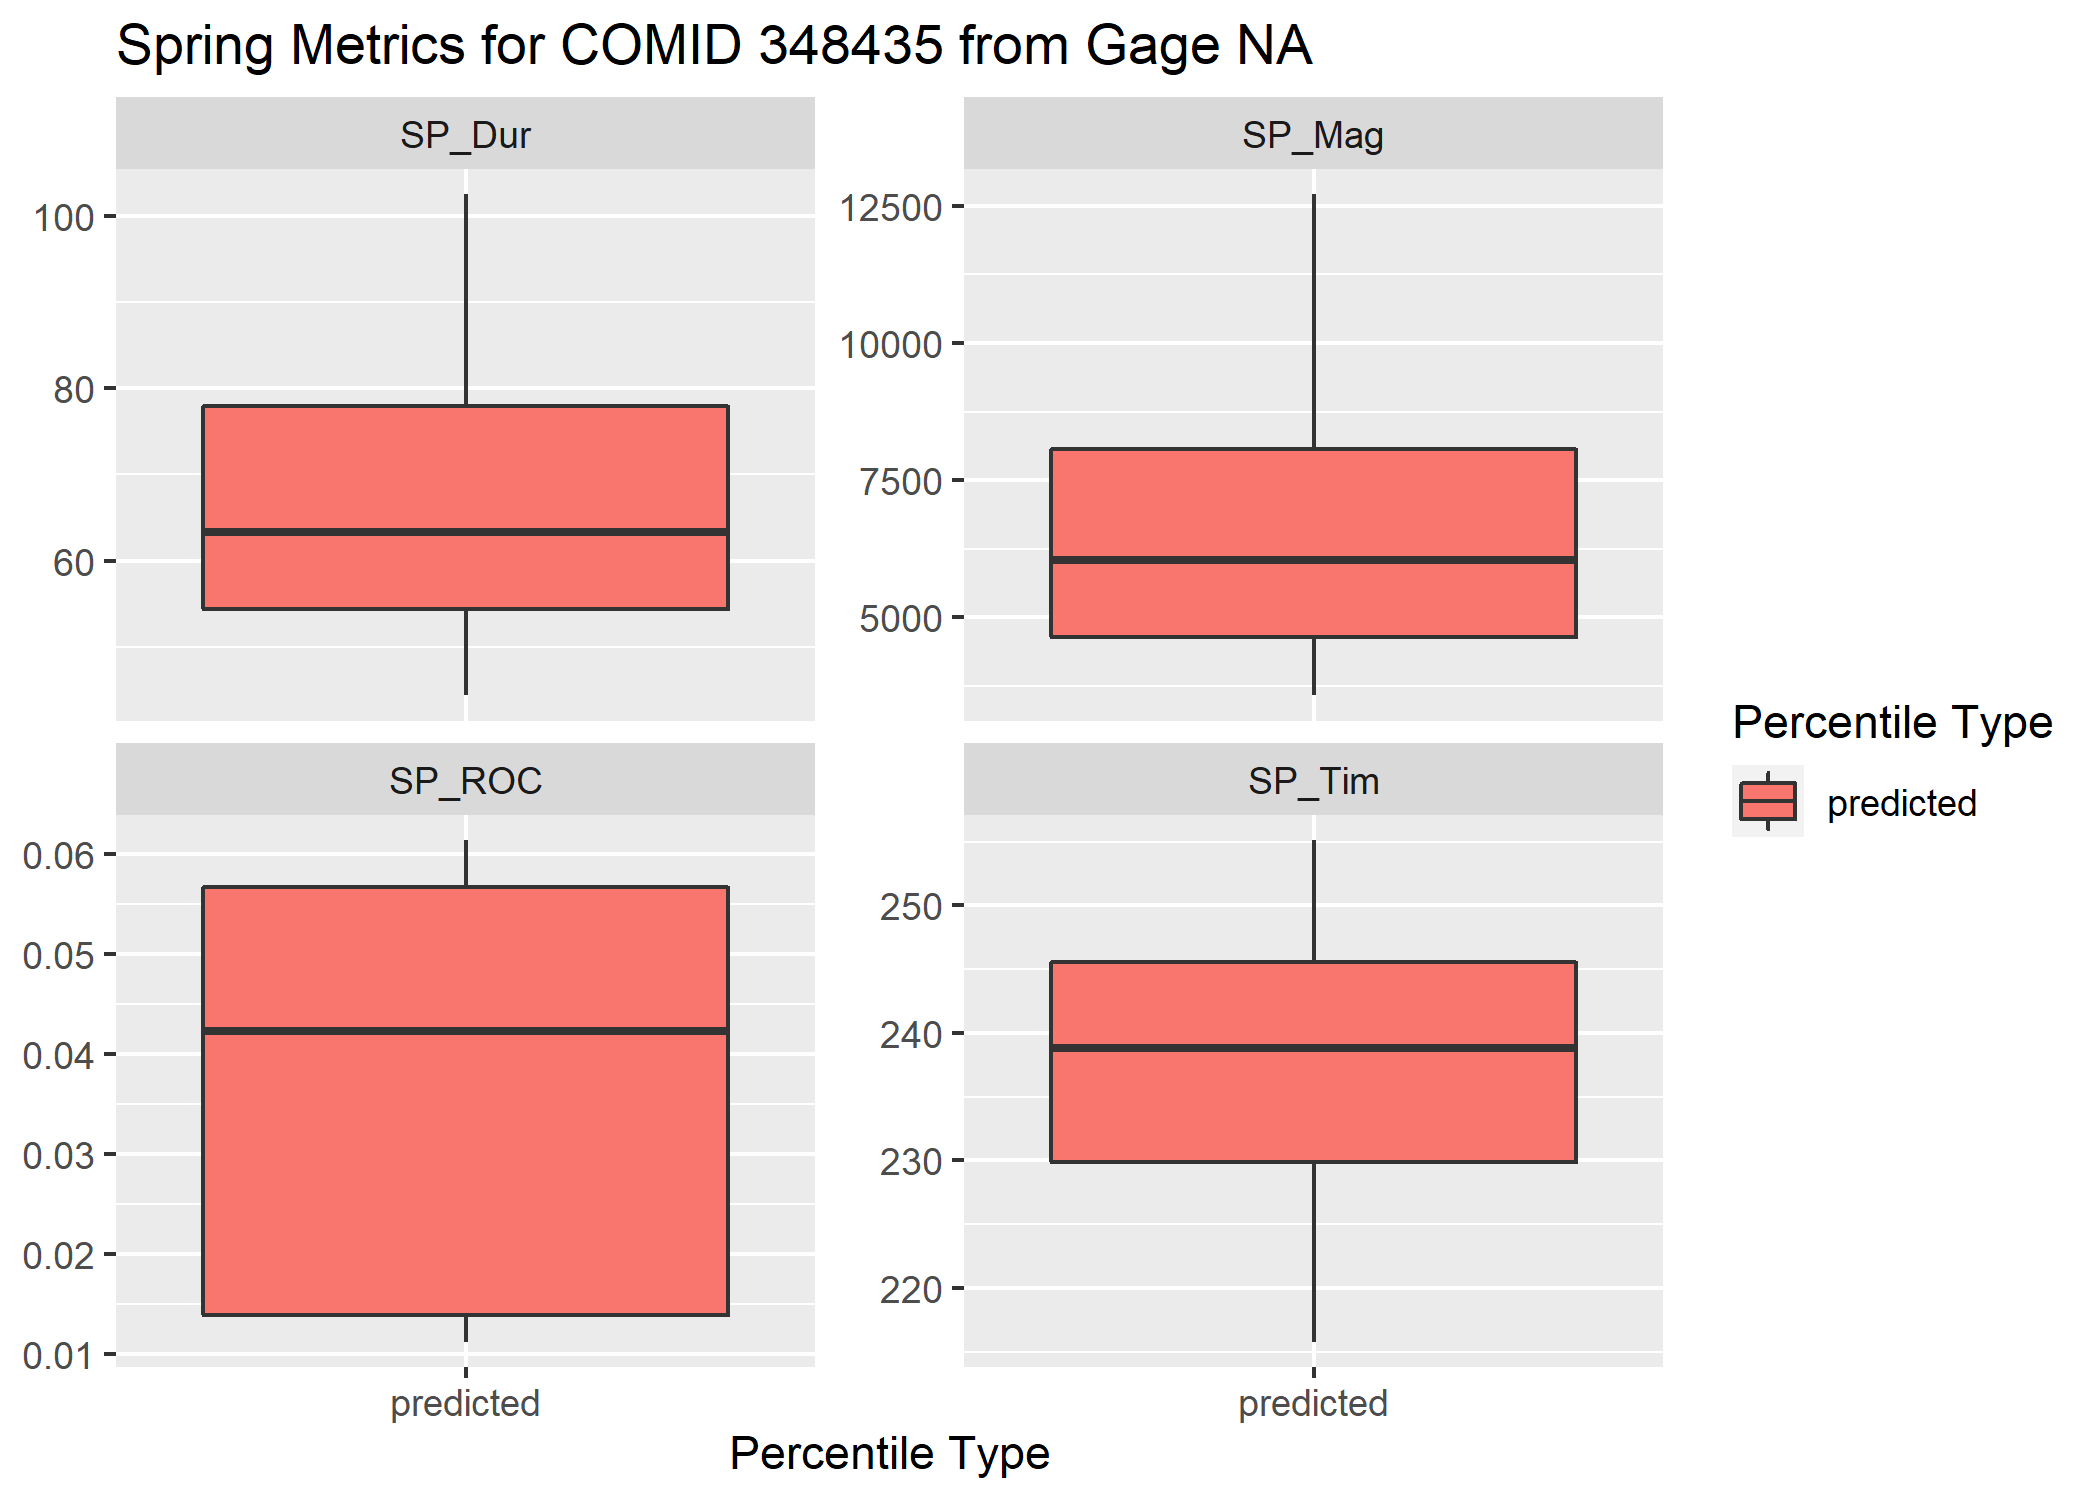 Spring Metrics for COMID 348435 from Gage NA
SP_Dur
100
80
60
SP_Mag
12500
10000
7500
5000
SP_ROC
0.06
0.05
0.04
0.03
0.02
0.01
predicted
SP_Tim
250
240
230
220
predicted
Percentile Type
Percentile Type
predicted